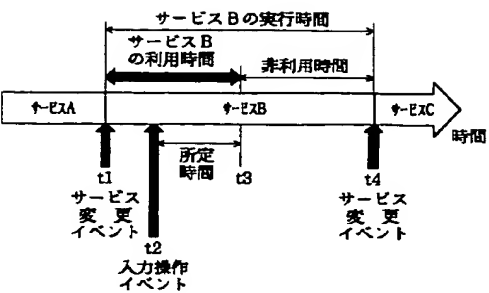 サービスBの実行時間
サービスB
の利用時間
非利用時間
サービスA
サービスB
サービスC
時間
所定
時間
t1
サービス
変更
イベント
t2
入力操作
イベント
t3
t4
サービス
変更
イベント